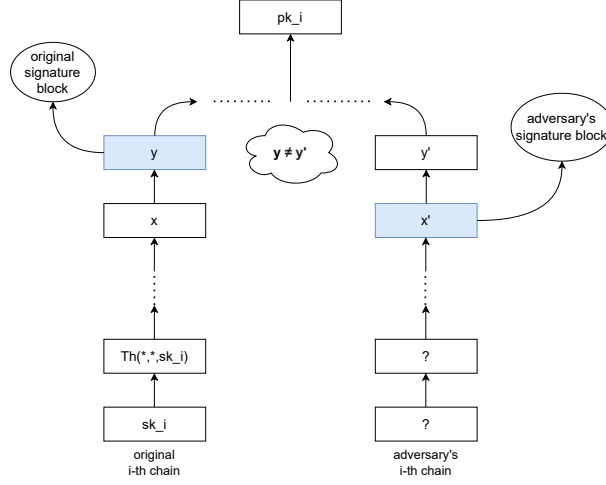 pk_i
original
signature
block
adversary's
signature block
y
y ≠ y'
y'
x
x'
Th(*,*,sk_i)
?
sk_i
?
original
i-th chain
adversary's
i-th chain